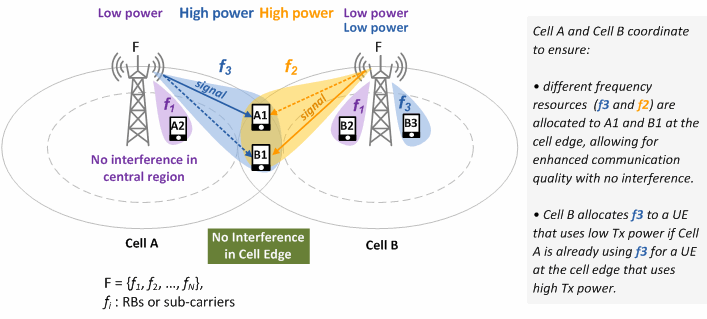 Low power
High power
High power
Low power
Low power
F
F
f3
f2
signal
signal
f1
A2
A1
B1
f1
B2
f3
B3
No interference in
central region
Cell A
No Interference
in Cell Edge
Cell B
F = {f1, f2, ..., fN},
fi : RBs or sub-carriers
Cell A and Cell B coordinate
to ensure:
• different frequency
resources (f3 and f2) are
allocated to A1 and B1 at the
cell edge, allowing for
enhanced communication
quality with no interference.
• Cell B allocates f3 to a UE
that uses low Tx power if Cell
A is already using f3 for a UE
at the cell edge that uses
high Tx power.